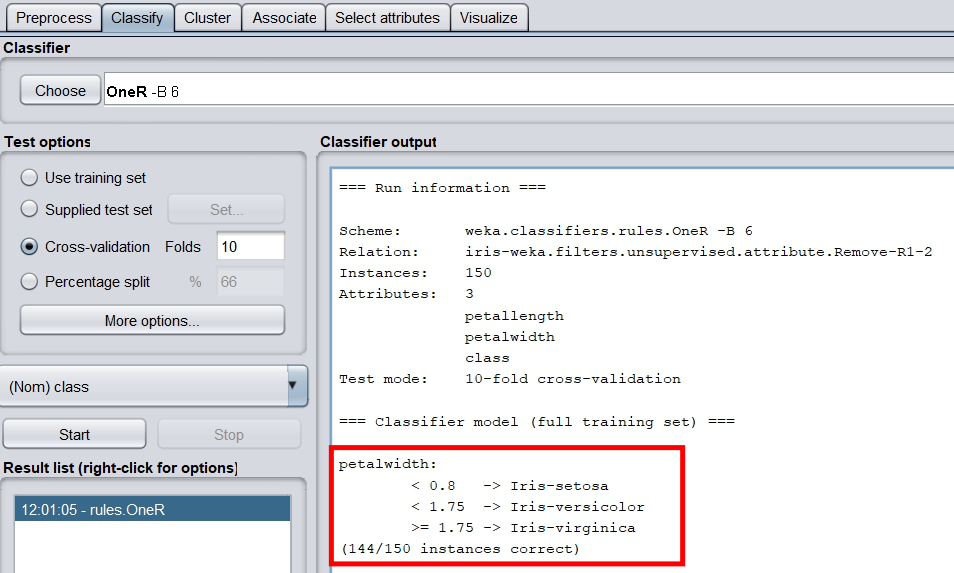 Preprocess Classify Cluster Associate Select attributes Visualize
Classifier
Choose OneR -B 6
Test options
Use training set
Supplied test set Set...
Cross-validation Folds 10
Percentage split % 66
More options...
(Nom) class
Start Stop
Result list (right-click for options)
12:01:05 - rules.OneR
Classifier output
=== Run information ===
Scheme: weka.classifiers.rules.OneR -B 6
Relation: iris-weka.filters.unsupervised.attribute.Remove-R1-2
Instances: 150
Attributes: 3
petallength
petalwidth
class
Test mode: 10-fold cross-validation
=== Classifier model (full training set) ===
petalwidth:
< 0.8 -> Iris-setosa
< 1.75 -> Iris-versicolor
>= 1.75 -> Iris-virginica
(144/150 instances correct)